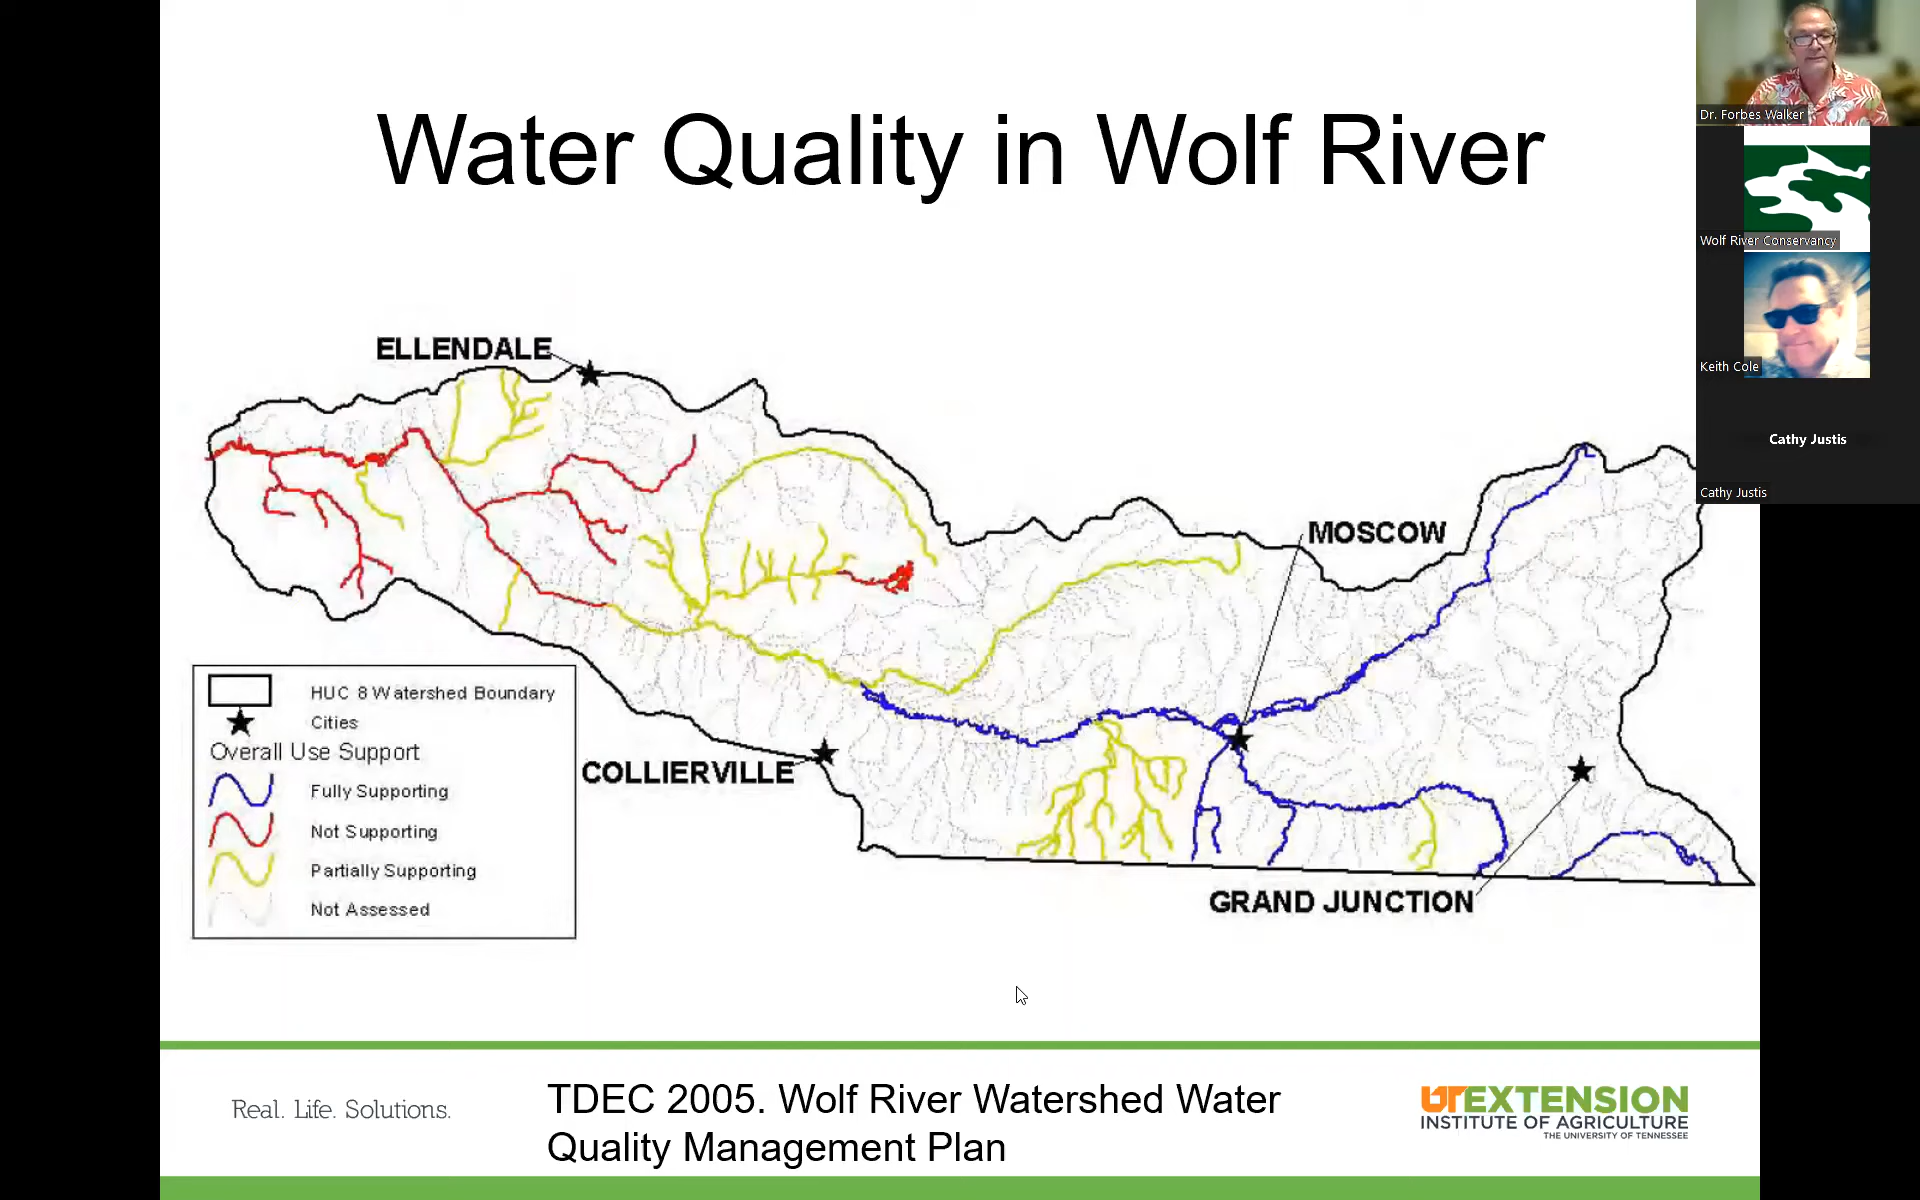 Water Quality in Wolf River
Dr. Forbes Walker
Wolf River Conservancy
Keith Cole
Cathy Justis
Cathy Justis
ELLENDALE
MOSCOW
COLLIERVILLE
GRAND JUNCTION
HUC 8 Watershed Boundary
Cities
Overall Use Support
Fully Supporting
Not Supporting
Partially Supporting
Not Assessed
Real. Life. Solutions.
TDEC 2005. Wolf River Watershed Water
Quality Management Plan
UTEXTENSION
INSTITUTE OF AGRICULTURE
THE UNIVERSITY OF TENNESSEE